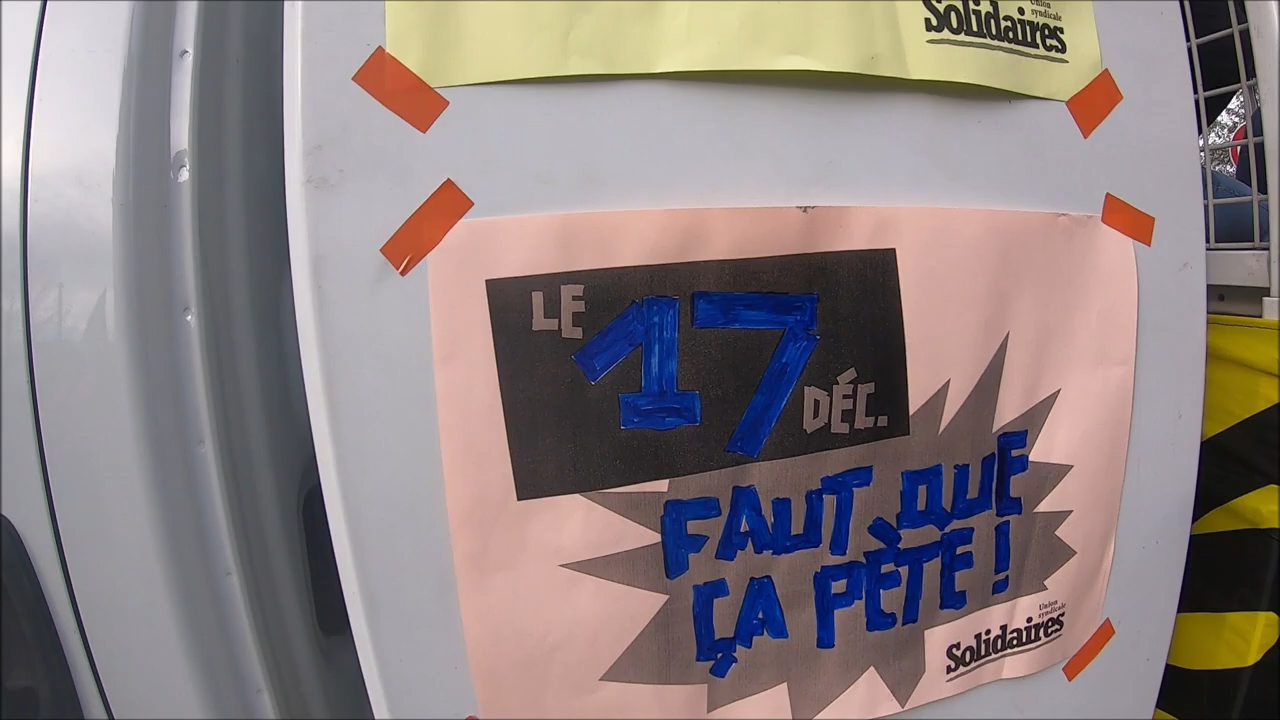 Union
syndicale
Solidaires
LE 17 DÉC.
FAUT QUE
ÇA PÈTE !
Union
syndicale
Solidaires